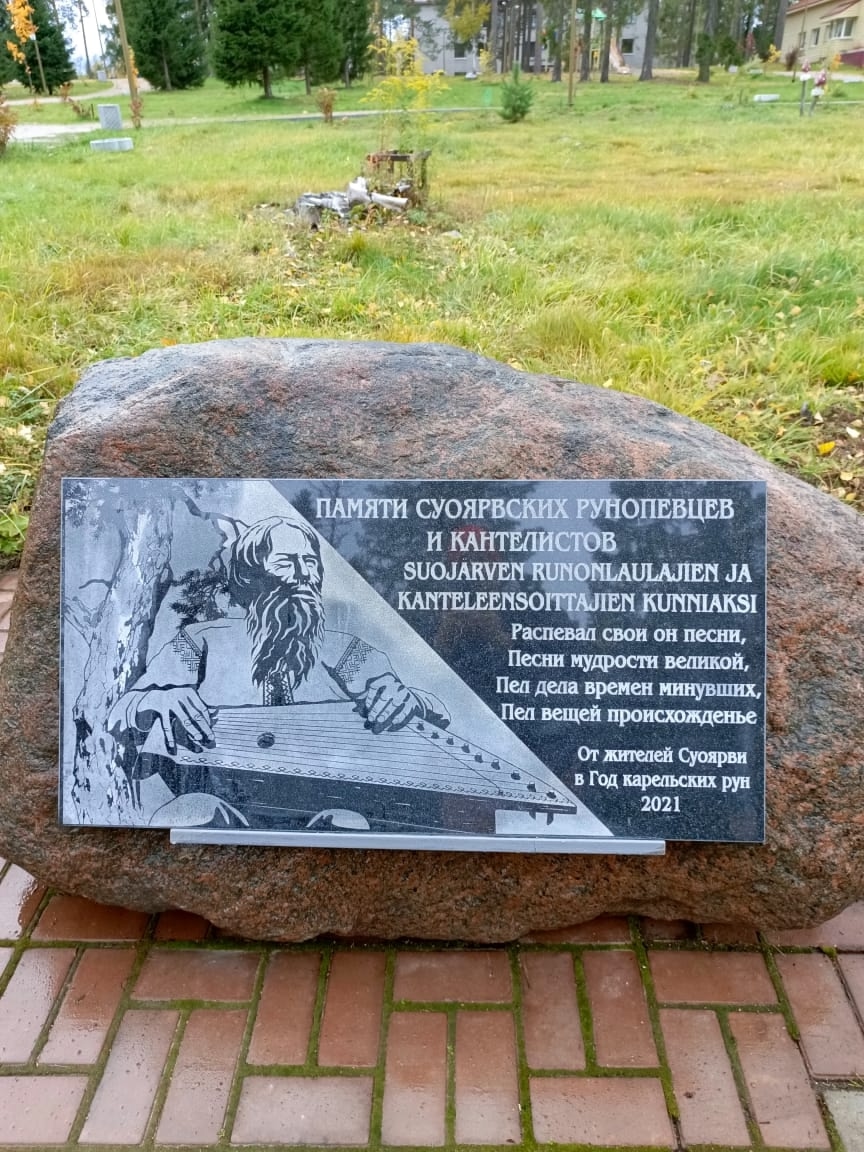 ПАМЯТИ СУОЯРВСКИХ РУНОПЕВЦЕВ
И КАНТЕЛИСТОВ
SUOJÄRVEN RUNONLAULAJIEN JA
KANTELEENSOITTAJIEN KUNNIAKSI
Распевал свои он песни,
Песни мудрости великой,
Пел дела времен минувших,
Пел вещей происхожденье
От жителей Суоярви
в Год карельских рун
2021